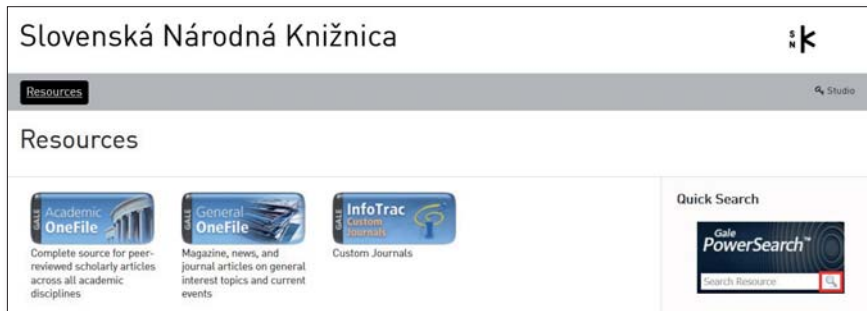 Slovenská Národná Knižnica
S
N K
Resources
Studio
Resources
GALE
Academic
OneFile
Complete source for peer-
reviewed scholarly articles
across all academic
disciplines
GALE
General
OneFile
Magazine, news, and
journal articles on general
interest topics and current
events
GALE
InfoTrac
Custom
Journals
Custom Journals
Quick Search
Gale
PowerSearch™
Search Resource